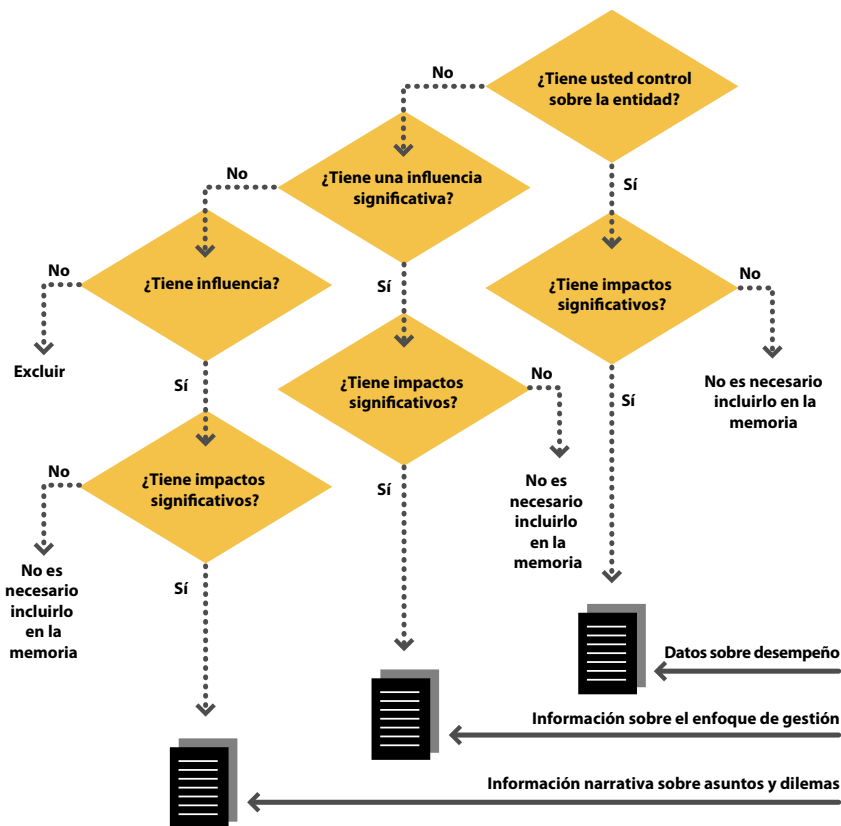 No
¿Tiene usted control
sobre la entidad?
No
¿Tiene una influencia
significativa?
Sí
No
¿Tiene influencia?
Sí
¿Tiene impactos
significativos?
No
Excluir
Sí
¿Tiene impactos
significativos?
No
No es necesario
incluirlo en la
memoria
Sí
No
¿Tiene impactos
significativos?
Sí
No es
necesario
incluirlo
en la
memoria
Sí
No es
necesario
incluirlo
en la
memoria
Datos sobre desempeño
Información sobre el enfoque de gestión
Información narrativa sobre asuntos y dilemas